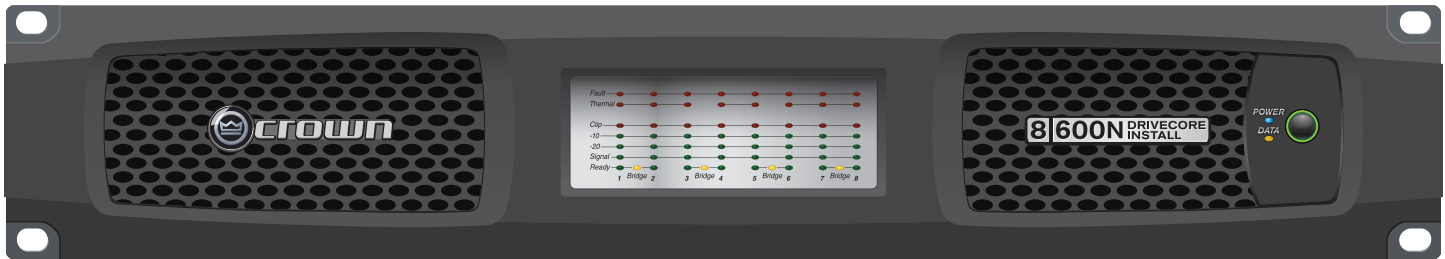 crown
Fault
Thermal
Clip
-10
-20
Signal
Ready
Bridge Bridge Bridge Bridge
1 2 3 4 5 6 7 8
8|600N DRIVECORE
INSTALL
POWER
DATA